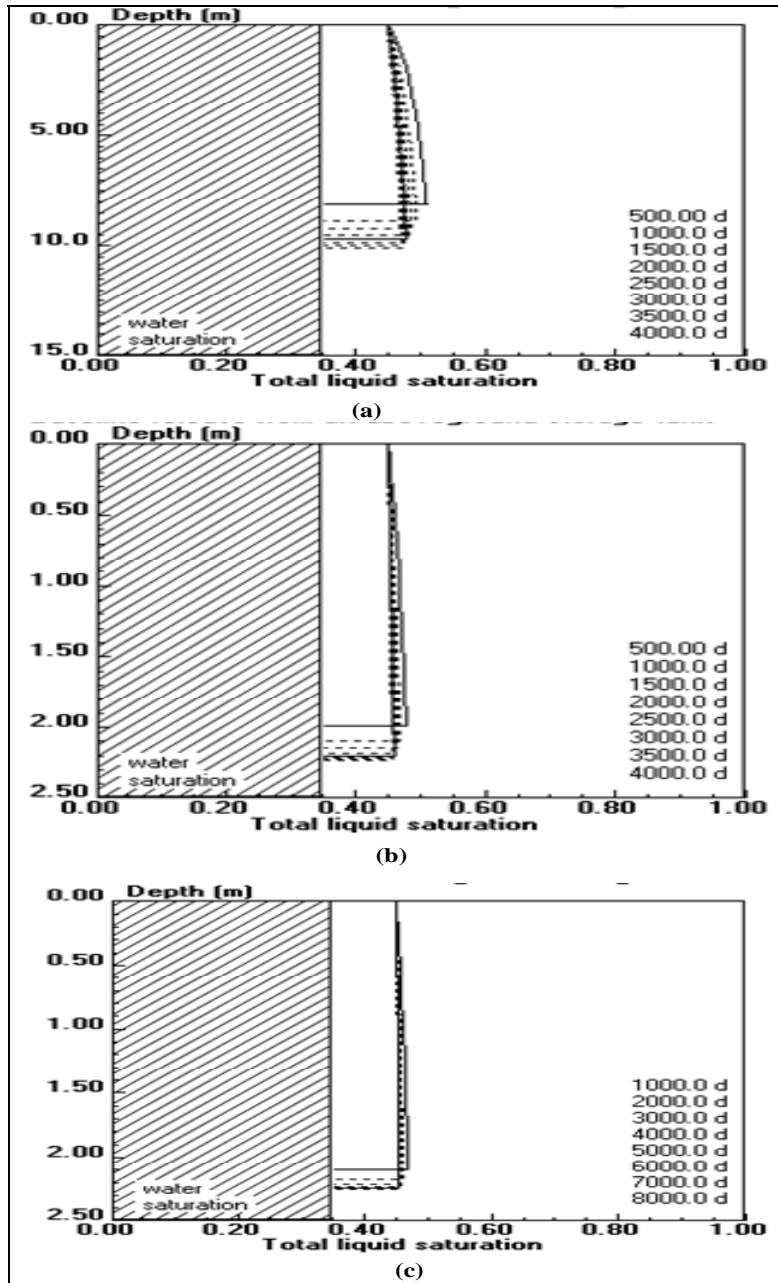 0.00 Depth [m]
5.00
10.0
15.0
water
saturation
500.00 d
1000.0 d
1500.0 d
2000.0 d
2500.0 d
3000.0 d
3500.0 d
4000.0 d
0.00 0.20 0.40 0.60 0.80 1.00
Total liquid saturation
(a)
0.00 Depth [m]
0.50
1.00
1.50
2.00
2.50
water
saturation
500.00 d
1000.0 d
1500.0 d
2000.0 d
2500.0 d
3000.0 d
3500.0 d
4000.0 d
0.00 0.20 0.40 0.60 0.80 1.00
Total liquid saturation
(b)
0.00 Depth [m]
0.50
1.00
1.50
2.00
2.50
water
saturation
1000.0 d
2000.0 d
3000.0 d
4000.0 d
5000.0 d
6000.0 d
7000.0 d
8000.0 d
0.00 0.20 0.40 0.60 0.80 1.00
Total liquid saturation
(c)